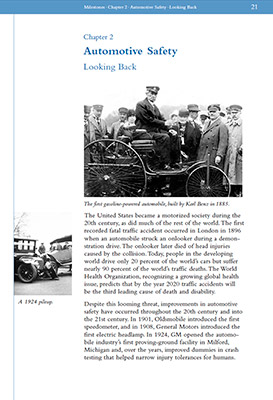 Milestones · Chapter 2 · Automotive Safety · Looking Back 21
Chapter 2
Automotive Safety
Looking Back
The first gasoline-powered automobile, built by Karl Benz in 1885.
The United States became a motorized society during the
20th century, as did much of the rest of the world. The first
recorded fatal traffic accident occurred in London in 1896
when an automobile struck an onlooker during a demon-
stration drive. The onlooker later died of head injuries
caused by the collision. Today, people in the developing
world drive only 20 percent of the world's cars but suffer
nearly 90 percent of the world's traffic deaths. The World
Health Organization, recognizing a growing global health
issue, predicts that by the year 2020 traffic accidents will
be the third leading cause of death and disability.
A 1924 pileup.
Despite this looming threat, improvements in automotive
safety have occurred throughout the 20th century and into
the 21st century. In 1901, Oldsmobile introduced the first
speedometer, and in 1908, General Motors introduced the
first electric headlamp. In 1924, GM opened the automo-
bile industry's first proving-ground facility in Milford,
Michigan and, over the years, improved dummies in crash
testing that helped narrow injury tolerances for humans.